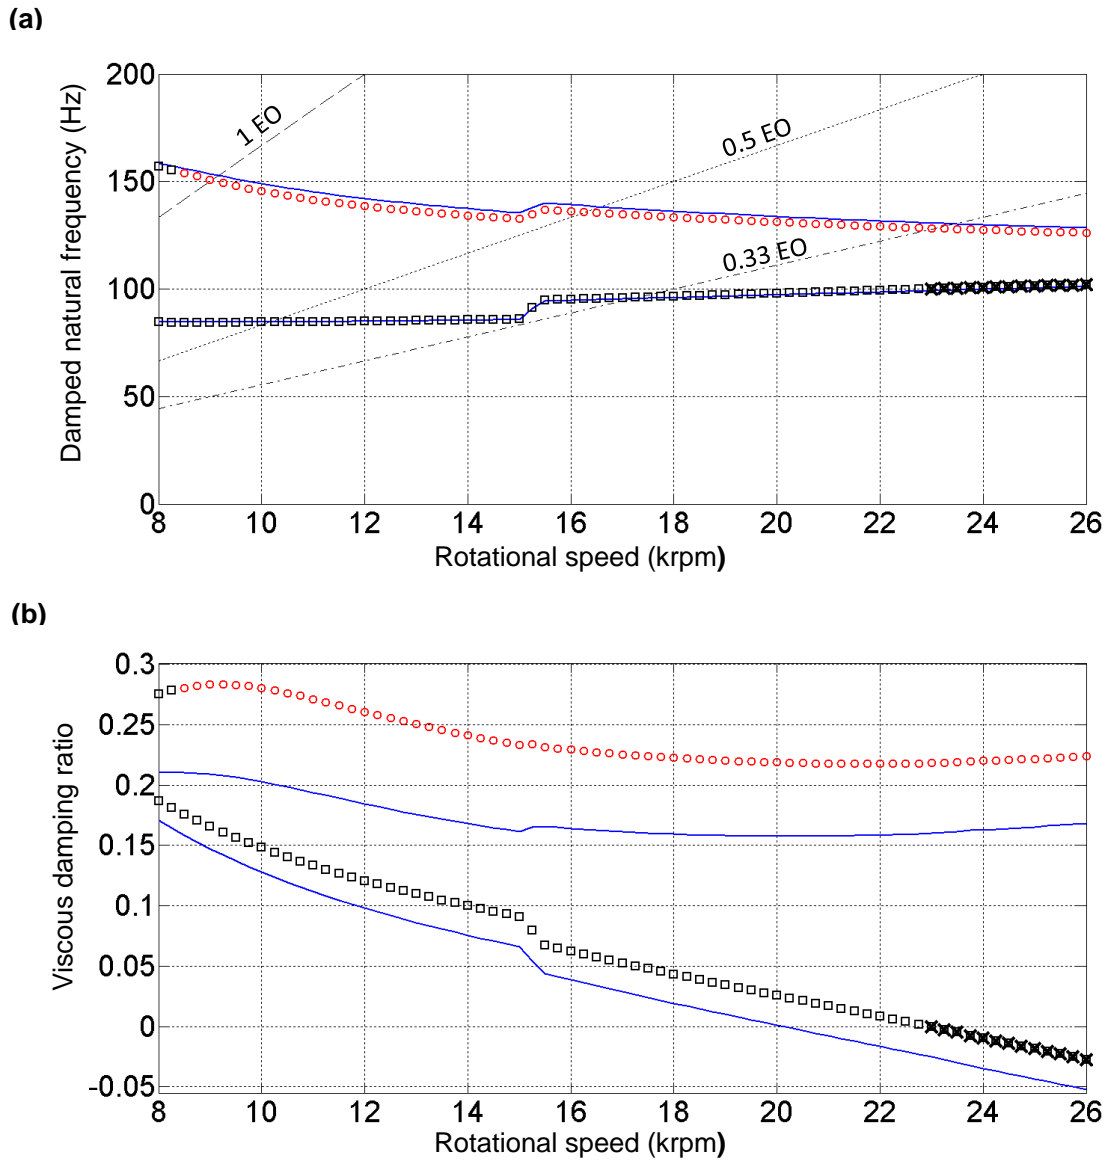 (a)
Damped natural frequency (Hz)
200
150
100
50
0
1 EO
0.5 EO
0.33 EO
8 10 12 14 16 18 20 22 24 26
Rotational speed (krpm)
(b)
Viscous damping ratio
0.3
0.25
0.2
0.15
0.1
0.05
0
-0.05
8 10 12 14 16 18 20 22 24 26
Rotational speed (krpm)